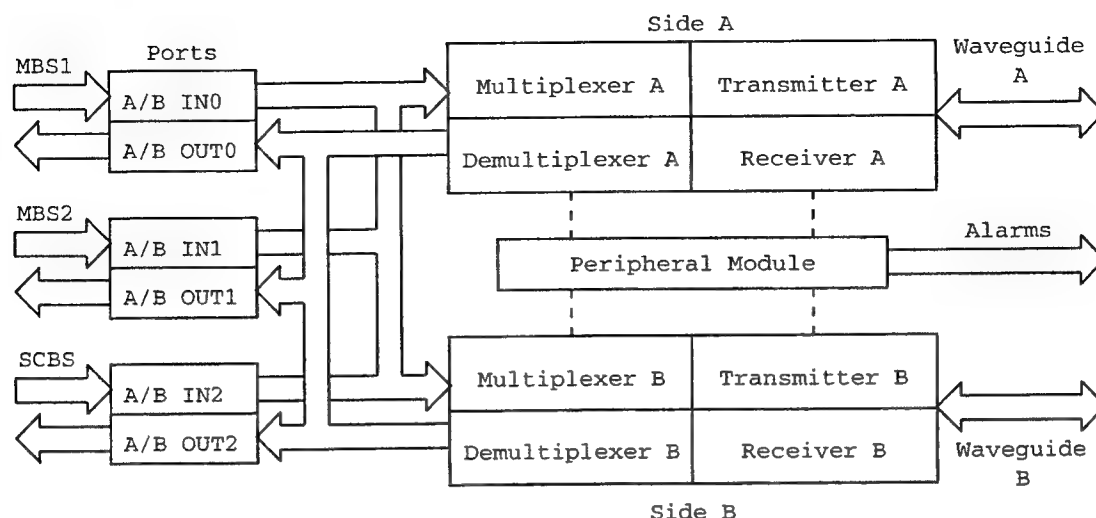 Side A
Ports
Waveguide
A
MBS1
A/B IN0
A/B OUT0
Multiplexer A
Transmitter A
Demultiplexer A
Receiver A
MBS2
A/B IN1
A/B OUT1
Peripheral Module
Alarms
SCBS
A/B IN2
A/B OUT2
Multiplexer B
Transmitter B
Demultiplexer B
Receiver B
Waveguide
B
Side B